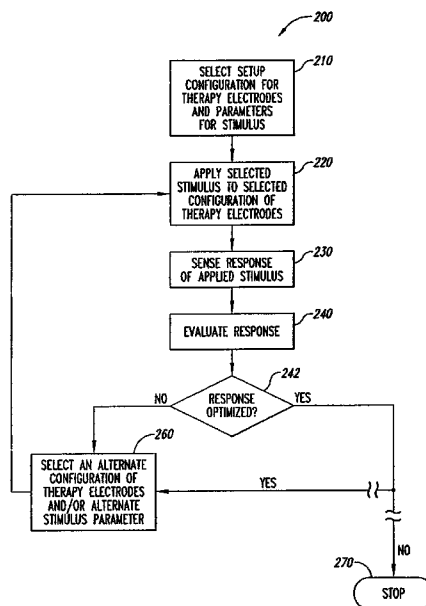 200
210
SELECT SETUP
CONFIGURATION FOR
THERAPY ELECTRODES
AND PARAMETERS
FOR STIMULUS
220
APPLY SELECTED
STIMULUS TO SELECTED
CONFIGURATION OF
THERAPY ELECTRODES
230
SENSE RESPONSE
OF APPLIED STIMULUS
240
EVALUATE RESPONSE
242
NO
RESPONSE
OPTIMIZED?
YES
260
SELECT AN ALTERNATE
CONFIGURATION OF
THERAPY ELECTRODES
AND/OR ALTERNATE
STIMULUS PARAMETER
YES
NO
270
STOP